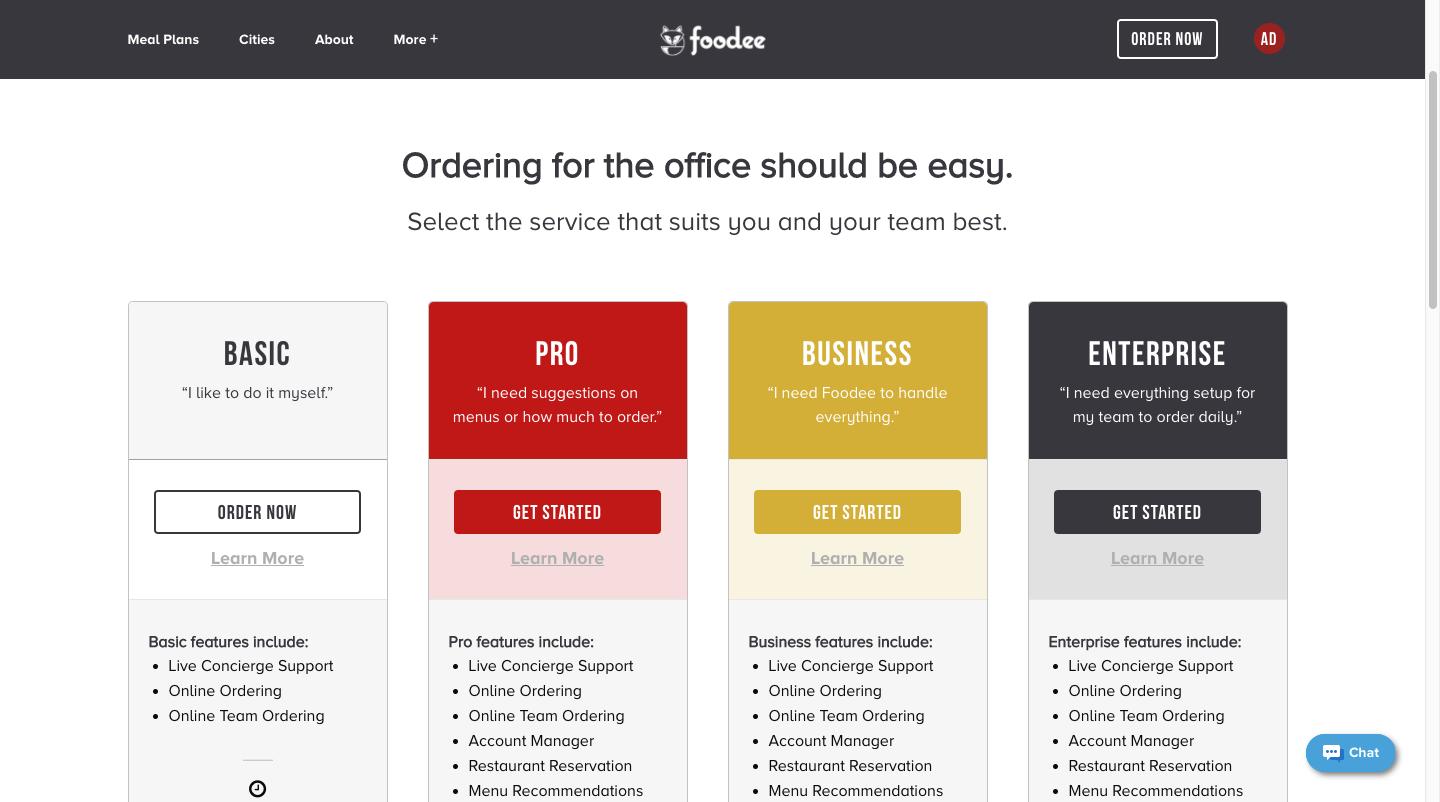 Meal Plans
Cities
About
More +
foodee
ORDER NOW
AD
Ordering for the office should be easy.
Select the service that suits you and your team best.
BASIC
“I like to do it myself.”
ORDER NOW
Learn More
Basic features include:
• Live Concierge Support
• Online Ordering
• Online Team Ordering
PRO
“I need suggestions on
menus or how much to order.”
GET STARTED
Learn More
Pro features include:
• Live Concierge Support
• Online Ordering
• Online Team Ordering
• Account Manager
• Restaurant Reservation
• Menu Recommendations
BUSINESS
“I need Foodee to handle
everything.”
GET STARTED
Learn More
Business features include:
• Live Concierge Support
• Online Ordering
• Online Team Ordering
• Account Manager
• Restaurant Reservation
• Menu Recommendations
ENTERPRISE
“I need everything setup for
my team to order daily.”
GET STARTED
Learn More
Enterprise features include:
• Live Concierge Support
• Online Ordering
• Online Team Ordering
• Account Manager
• Restaurant Reservation
• Menu Recommendations
Chat